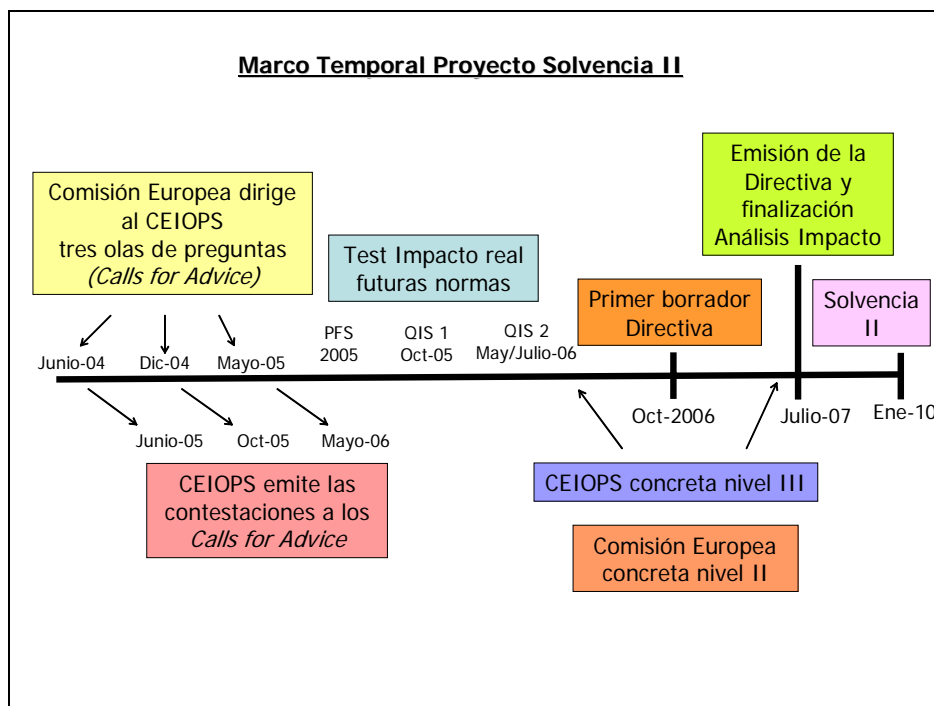 Marco Temporal Proyecto Solvencia II
Comisión Europea dirige
al CEIOPS
tres olas de preguntas
(Calls for Advice)
Test Impacto real
futuras normas
Emisión de la
Directiva y
finalización
Análisis Impacto
Primer borrador
Directiva
Solvencia
II
Junio-04
Dic-04
Mayo-05
PFS
2005
QIS 1
Oct-05
QIS 2
May/Julio-06
Oct-2006
Julio-07
Ene-10
Junio-05
Oct-05
Mayo-06
CEIOPS emite las
contestaciones a los
Calls for Advice
CEIOPS concreta nivel III
Comisión Europea
concreta nivel II